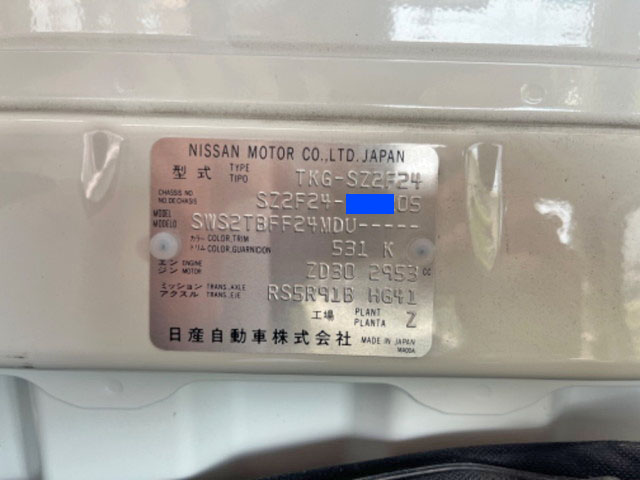 NISSAN MOTOR CO.,LTD. JAPAN
型式 TYPE TIPO TKG-SZ2F24
CHASSIS NO NO DECHASIS SZ2F24- 0S
MODEL MODELO SWS2TBFF24MDU-----
カラー トリム COLOR,TRIM COLOR,GUARNICION 531 K
エンジン ENGINE MOTOR ZD30 2953 cc
ミッション アクスル TRANS.,AXLE TRANS.,EJE RS5R91B HG41
工場 PLANT PLANTA Z
日産自動車株式会社 MADE IN JAPAN